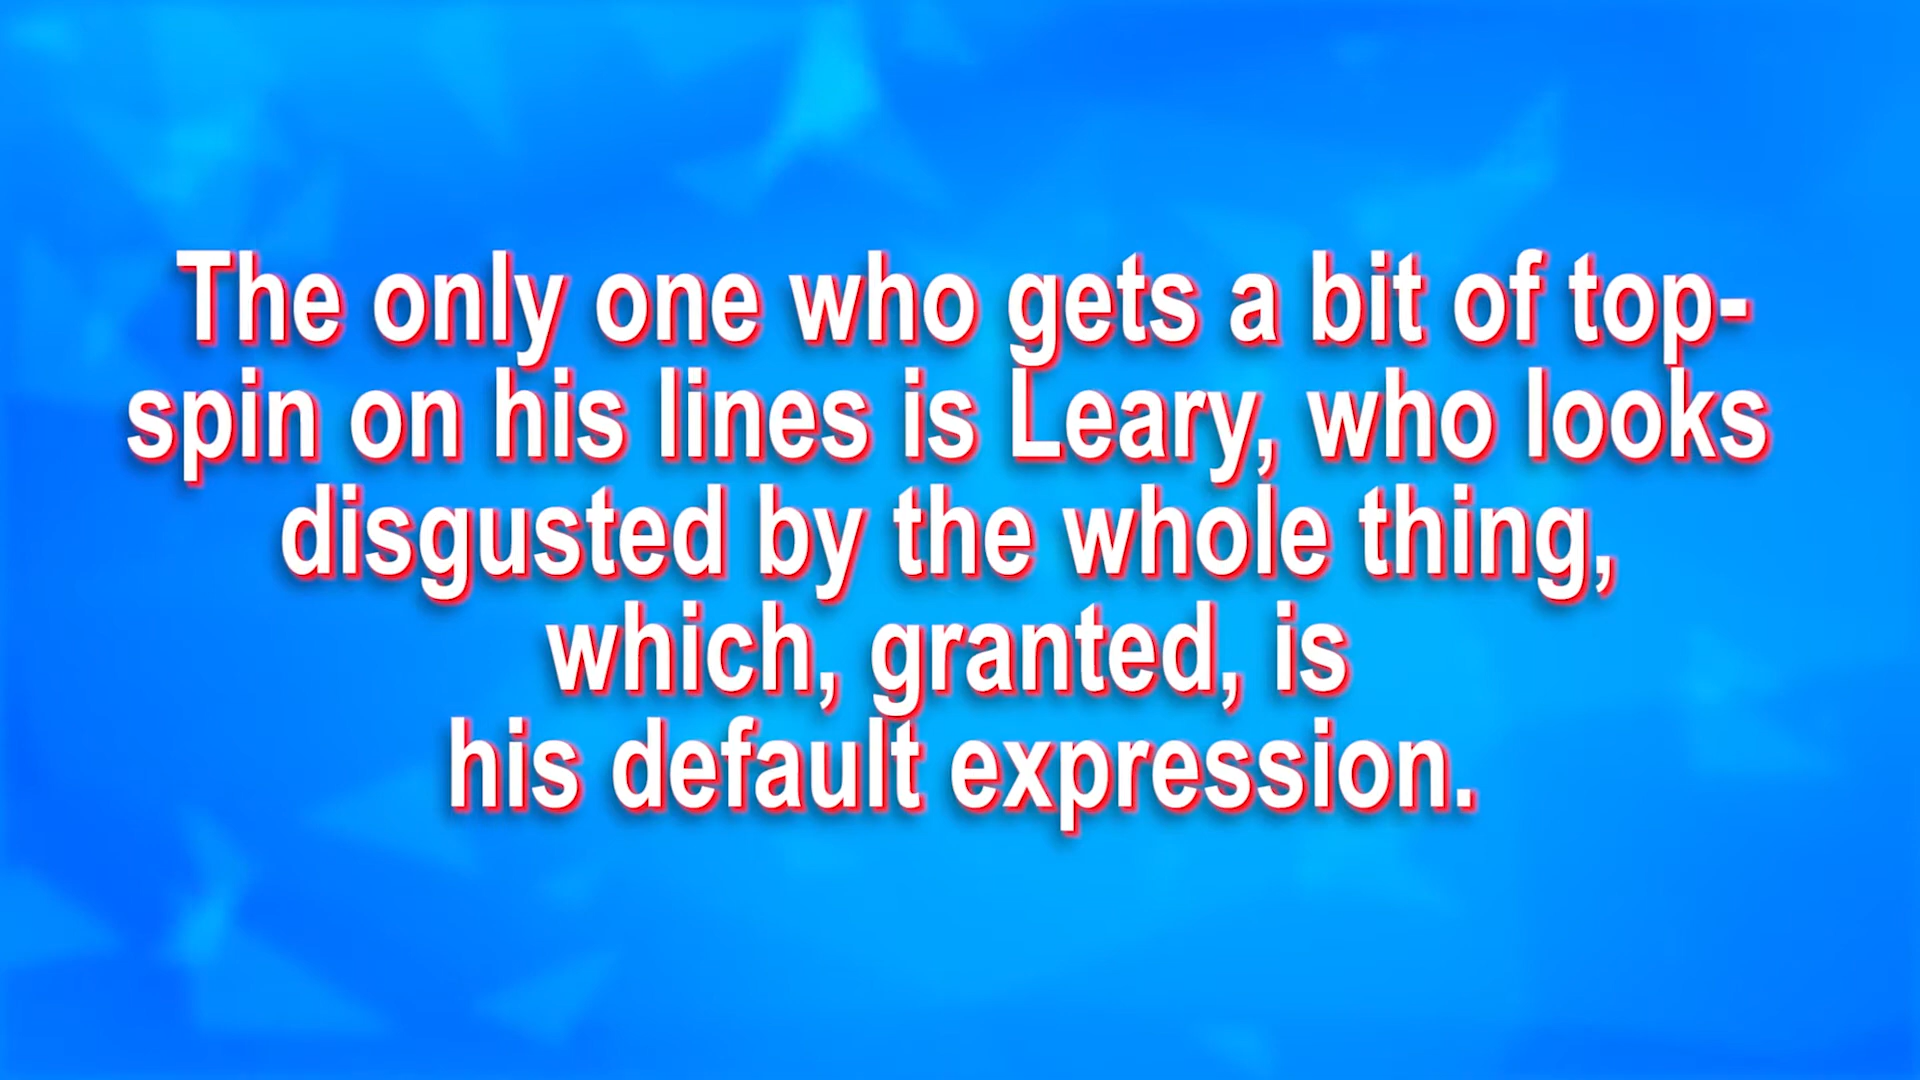 The only one who gets a bit of top-
spin on his lines is Leary, who looks
disgusted by the whole thing,
which, granted, is
his default expression.